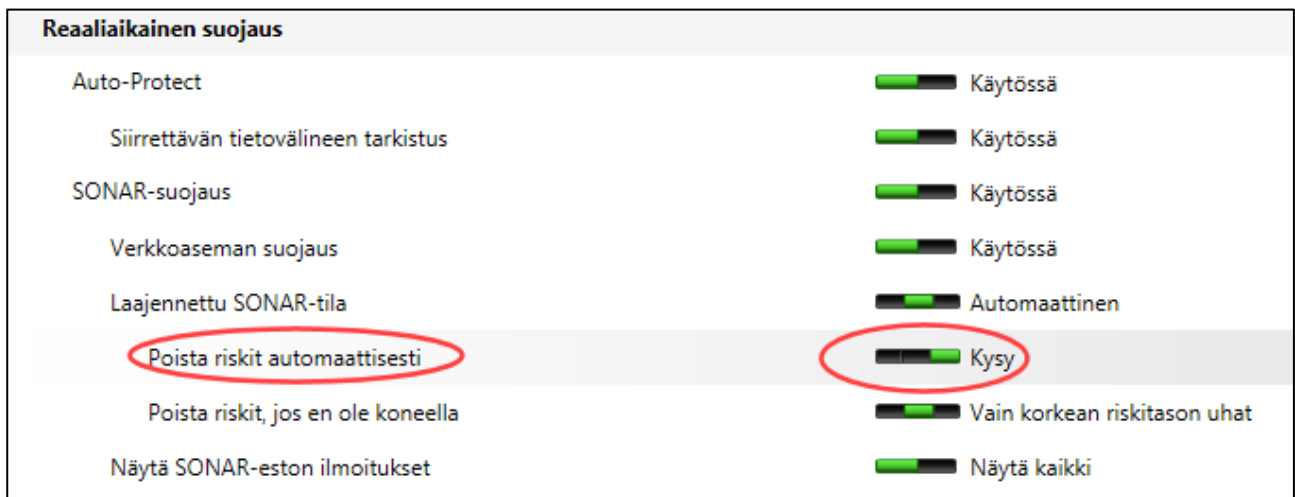 Reaaliaikainen suojaus
Auto-Protect Käytössä
Siirrettävän tietovälineen tarkistus Käytössä
SONAR-suojaus Käytössä
Verkkoaseman suojaus Käytössä
Laajennettu SONAR-tila Automaattinen
Poista riskit automaattisesti Kysy
Poista riskit, jos en ole koneella Vain korkean riskitason uhat
Näytä SONAR-eston ilmoitukset Näytä kaikki